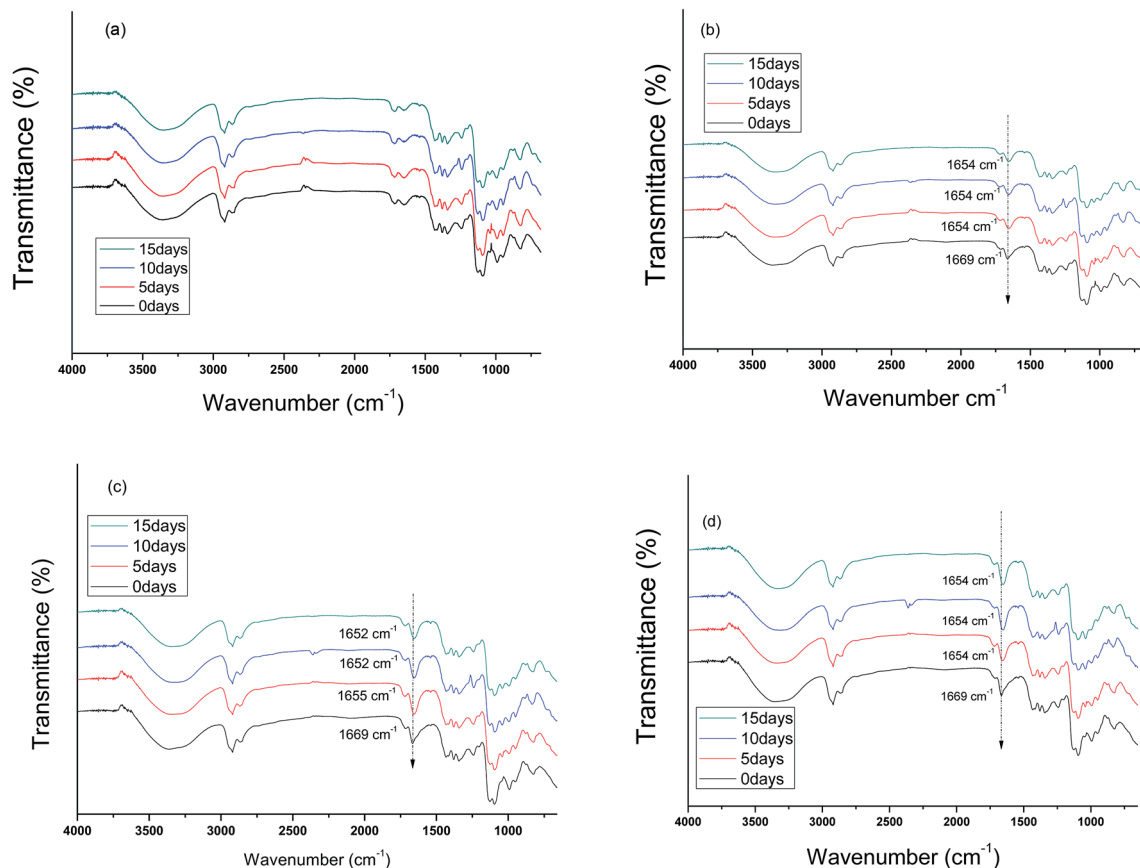 (a)
Transmittance (%)
15days
10days
5days
0days
4000 3500 3000 2500 2000 1500 1000
Wavenumber (cm-1)
(b)
Transmittance (%)
15days
10days
5days
0days
1654 cm-1
1654 cm-1
1654 cm-1
1669 cm-1
4000 3500 3000 2500 2000 1500 1000
Wavenumber cm-1
(c)
Transmittance (%)
15days
10days
5days
0days
1652 cm-1
1652 cm-1
1655 cm-1
1669 cm-1
4000 3500 3000 2500 2000 1500 1000
Wavenumber (cm-1)
(d)
Transmittance (%)
1654 cm-1
1654 cm-1
1654 cm-1
1669 cm-1
15days
10days
5days
0days
4000 3500 3000 2500 2000 1500 1000
Wavenumber (cm-1)